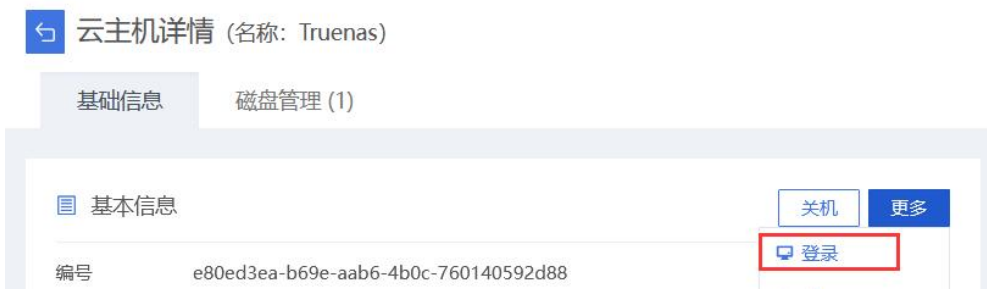 云主机详情 (名称：Truenas)
基础信息 磁盘管理 (1)
基本信息 关机 更多
登录
编号 e80ed3ea-b69e-aab6-4b0c-760140592d88